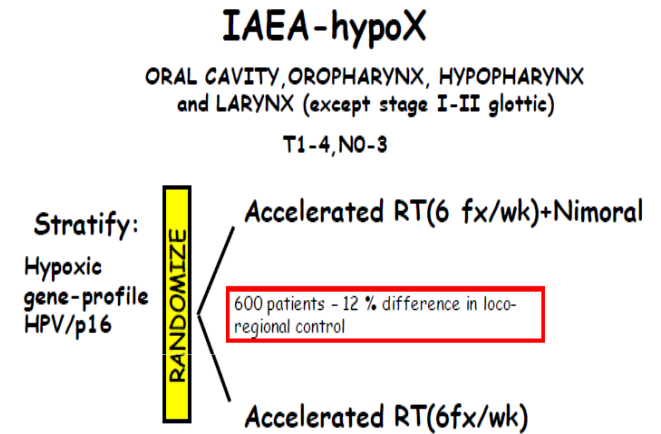 IAEA-hypoX
ORAL CAVITY,OROPHARYNX, HYPOPHARYNX
and LARYNX (except stage I-II glottic)
T1-4,N0-3
Accelerated RT(6 fx/wk)+Nimoral
Stratify:
Hypoxic
gene-profile
HPV/p16
RANDOMIZE
600 patients - 12 % difference in loco-
regional control
Accelerated RT(6fx/wk)